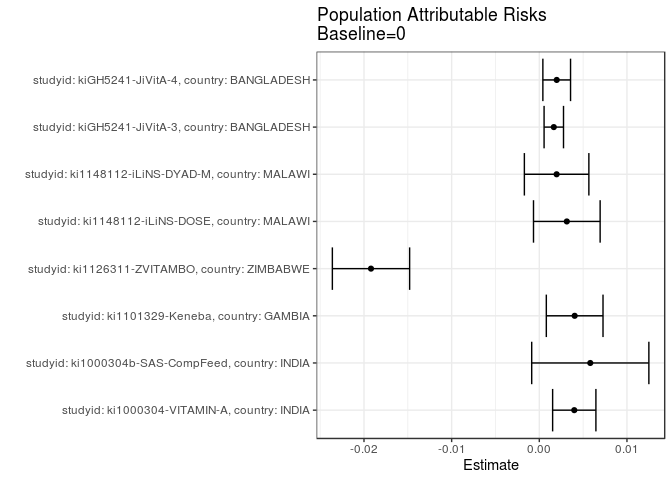 Population Attributable Risks
Baseline=0
studyid: kiGH5241-JiVitA-4, country: BANGLADESH
studyid: kiGH5241-JiVitA-3, country: BANGLADESH
studyid: ki1148112-iLiNS-DYAD-M, country: MALAWI
studyid: ki1148112-iLiNS-DOSE, country: MALAWI
studyid: ki1126311-ZVITAMBO, country: ZIMBABWE
studyid: ki1101329-Keneba, country: GAMBIA
studyid: ki1000304b-SAS-CompFeed, country: INDIA
studyid: ki1000304-VITAMIN-A, country: INDIA
-0.02 -0.01 0.00 0.01
Estimate